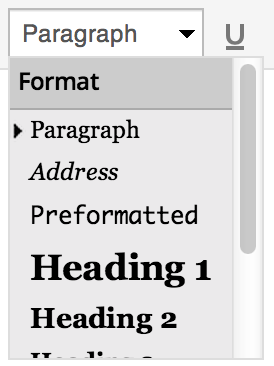 Paragraph U
Format
Paragraph
Address
Preformatted
Heading 1
Heading 2